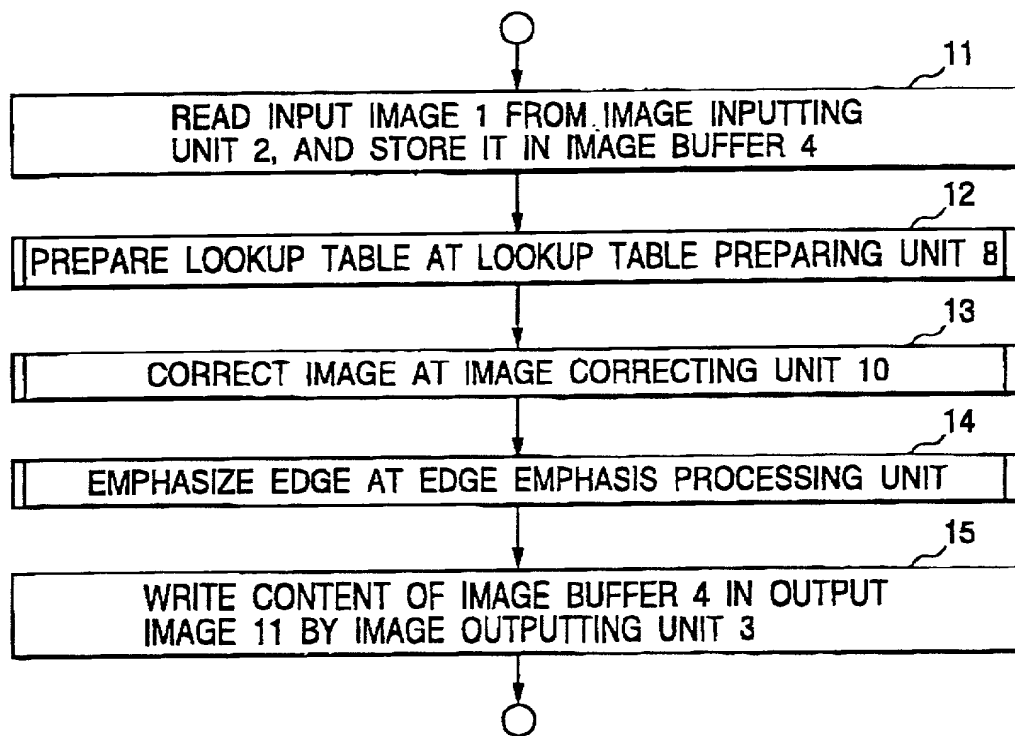 11
READ INPUT IMAGE 1 FROM IMAGE INPUTTING
UNIT 2, AND STORE IT IN IMAGE BUFFER 4
12
PREPARE LOOKUP TABLE AT LOOKUP TABLE PREPARING UNIT 8
13
CORRECT IMAGE AT IMAGE CORRECTING UNIT 10
14
EMPHASIZE EDGE AT EDGE EMPHASIS PROCESSING UNIT
15
WRITE CONTENT OF IMAGE BUFFER 4 IN OUTPUT
IMAGE 11 BY IMAGE OUTPUTTING UNIT 3